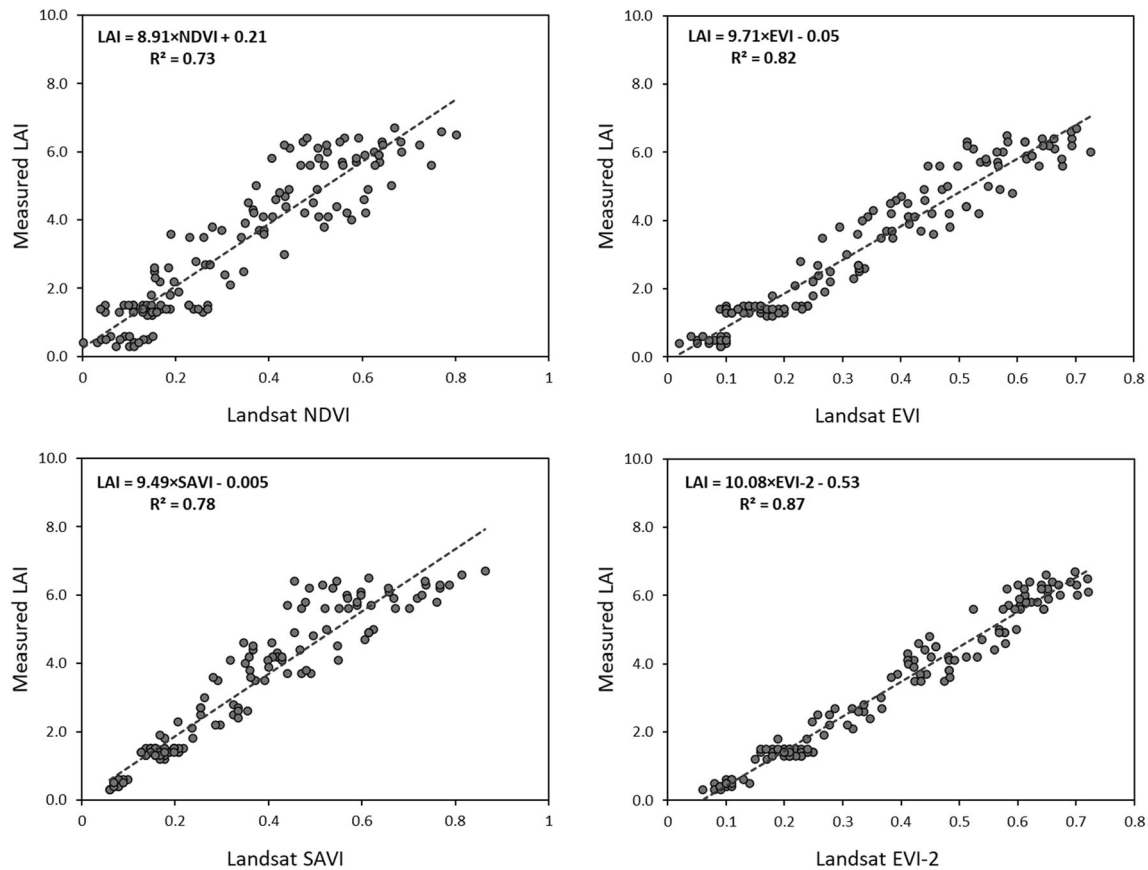 10.0
LAI = 8.91×NDVI + 0.21
R² = 0.73
8.0
6.0
4.0
2.0
0.0
0 0.2 0.4 0.6 0.8 1
Measured LAI
Landsat NDVI
10.0
LAI = 9.71×EVI - 0.05
R² = 0.82
8.0
6.0
4.0
2.0
0.0
0 0.1 0.2 0.3 0.4 0.5 0.6 0.7 0.8
Measured LAI
Landsat EVI
10.0
LAI = 9.49×SAVI - 0.005
R² = 0.78
8.0
6.0
4.0
2.0
0.0
0 0.2 0.4 0.6 0.8 1
Measured LAI
Landsat SAVI
10.0
LAI = 10.08×EVI-2 - 0.53
R² = 0.87
8.0
6.0
4.0
2.0
0.0
0 0.1 0.2 0.3 0.4 0.5 0.6 0.7 0.8
Measured LAI
Landsat EVI-2